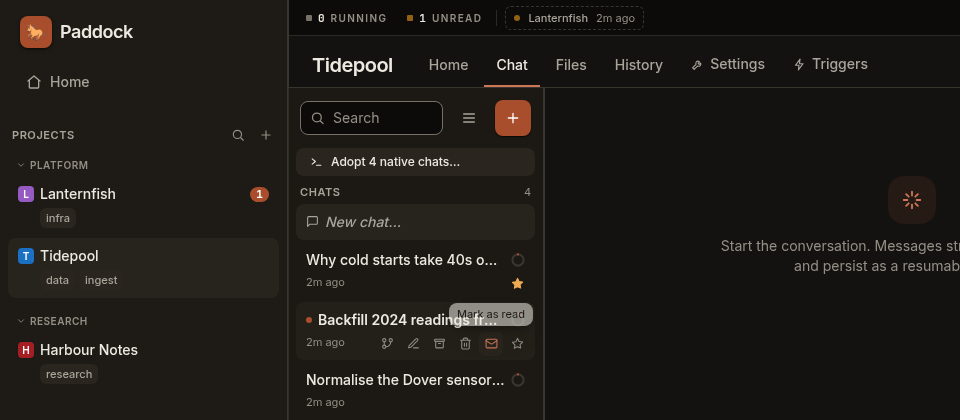 Paddock
Home
PROJECTS
PLATFORM
L Lanternfish 1
infra
T Tidepool
data ingest
RESEARCH
H Harbour Notes
research
0 RUNNING 1 UNREAD Lanternfish 2m ago
Tidepool Home Chat Files History Settings Triggers
Search
Adopt 4 native chats...
CHATS 4
New chat...
Why cold starts take 40s o...
2m ago
Mark as read
Backfill 2024 readings fr...
2m ago
Normalise the Dover sensor...
2m ago
Start the conversation. Messages
and persist as a